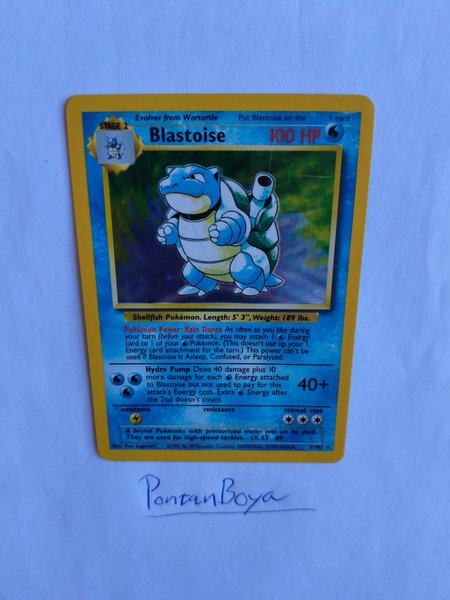 STAGE 2
Evolves from Wartortle Put Blastoise on the 1 card
Blastoise 100 HP
Shellfish Pokémon. Length: 5' 3", Weight: 189 lbs.
Pokémon Power: Rain Dance As often as you like during
your turn (before your attack), you may attach 1 Energy
card to 1 of your Pokémon. (This doesn't use up your 1
Energy card attachment for the turn.) This power can't be
used if Blastoise is Asleep, Confused, or Paralyzed.
Hydro Pump Does 40 damage plus 10
more damage for each Energy attached
to Blastoise but not used to pay for this
attack's Energy cost. Extra Energy after
the 2nd doesn't count.
40+
weakness resistance retreat cost
A brutal Pokémon with pressurized water jets on its shell.
They are used for high-speed tackles. LV. 52 #9
2/102
PontanBoya